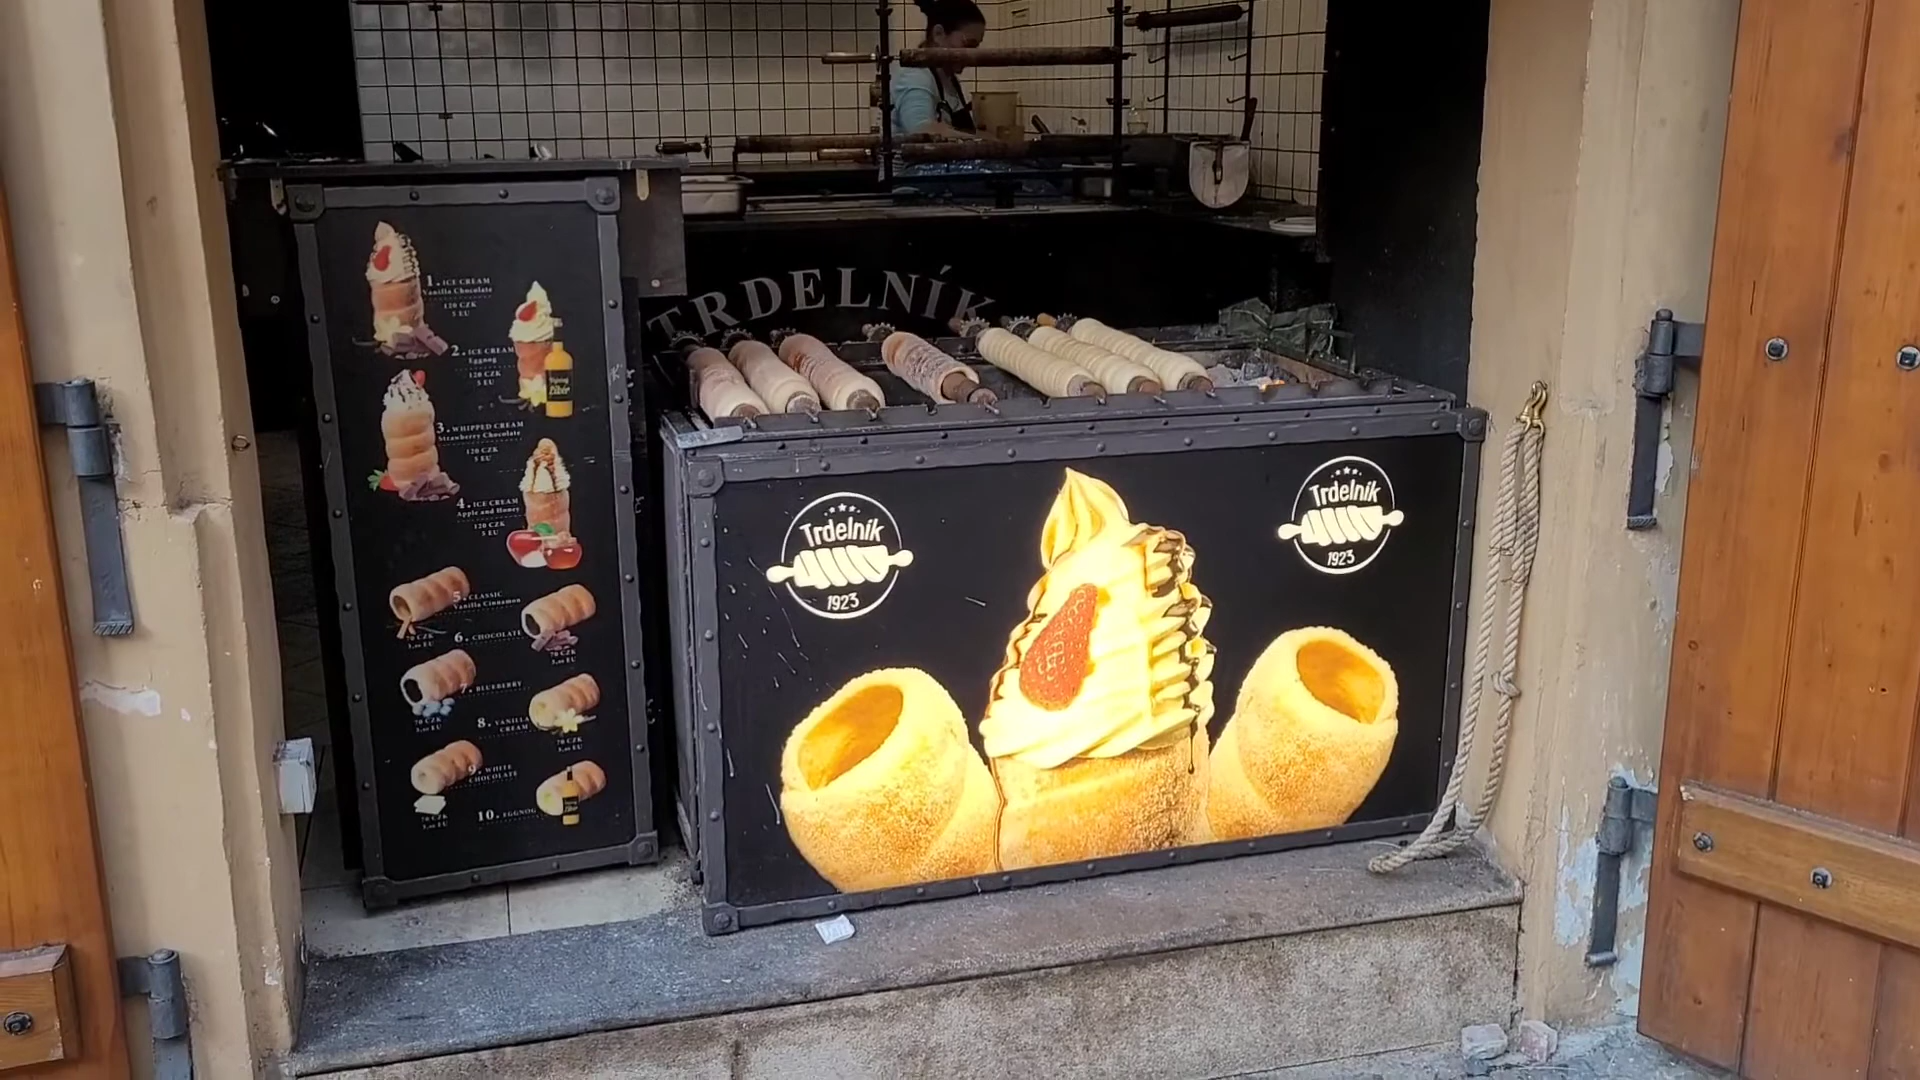 TRDELNÍK
1. ICE CREAM
Vanilla Chocolate
120 CZK
5 EU
2. ICE CREAM
Eggnog
120 CZK
5 EU
3. WHIPPED CREAM
Strawberry Chocolate
120 CZK
5 EU
4. ICE CREAM
Apple and Honey
120 CZK
5 EU
5. CLASSIC
Vanilla Cinnamon
70 CZK
6. CHOCOLATE
70 CZK
7. BLUEBERRY
70 CZK
8. VANILLA
CREAM
70 CZK
9. WHITE
CHOCOLATE
70 CZK
10. EGGNOG
Trdelník
1923
Trdelník
1923